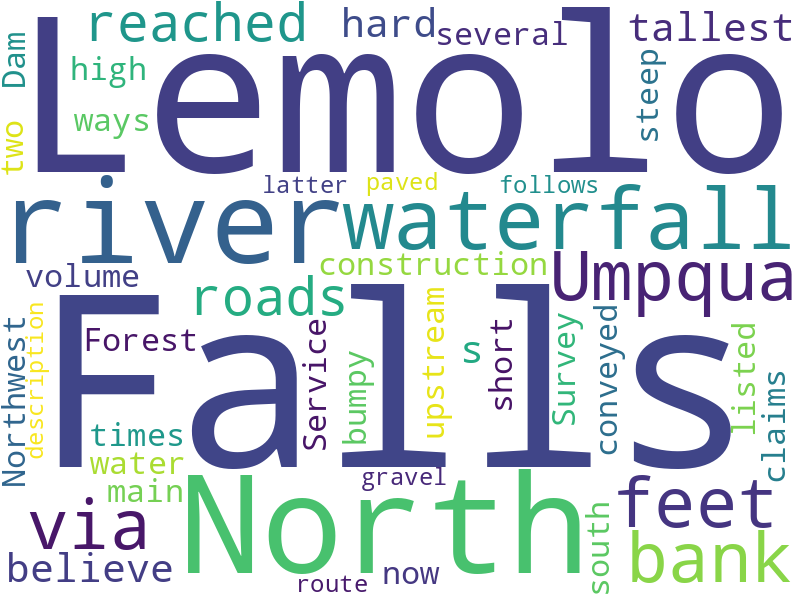 Lemolo
reached
hard
several
tallest
Dam
high
ways
steep
two
latter
paved
follows
river
waterfall
volume
construction
Umpqua
roads
Falls
Northwest
description
Forest
Service
bumpy
upstream
s
short
Survey
conveyed
listed
claims
times
water
main
via
North
gravel
feet
believe
route
now
south
bank